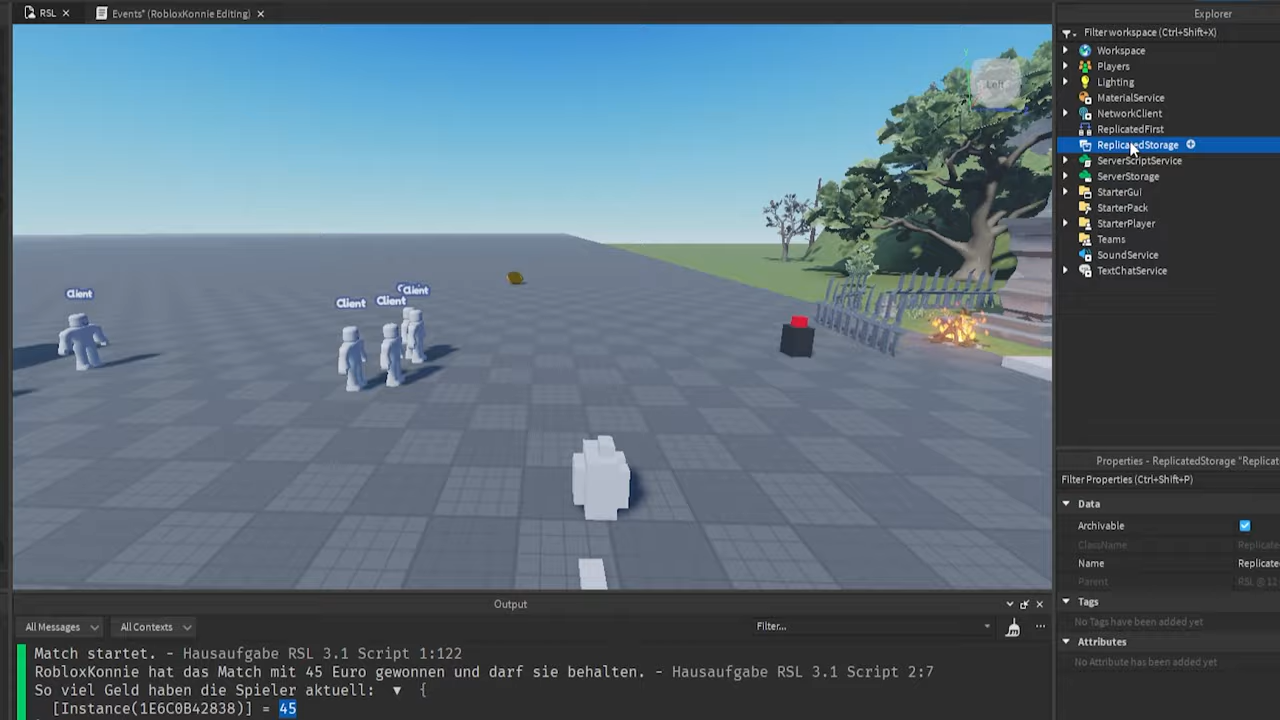 RSL
Events* (RobloxKonnie Editing)
Explorer
Filter workspace (Ctrl+Shift+X)
Workspace
Players
Lighting
MaterialService
NetworkClient
ReplicatedFirst
ReplicatedStorage
ServerScriptService
ServerStorage
StarterGui
StarterPack
StarterPlayer
Teams
SoundService
TextChatService
Left
Client
Client
Client
Client
Properties - ReplicatedStorage "Replicat
Filter Properties (Ctrl+Shift+P)
Data
Archivable
ClassName Replicate
Name Replicate
Parent RSL @ 12
Tags
No Tags have been added yet
Attributes
No Attribute has been added yet
Output
All Messages All Contexts Filter...
Match startet. - Hausaufgabe RSL 3.1 Script 1:122
RobloxKonnie hat das Match mit 45 Euro gewonnen und darf sie behalten. - Hausaufgabe RSL 3.1 Script 2:7
So viel Geld haben die Spieler aktuell: ▼ {
[Instance(1E6C0B42838)] = 45